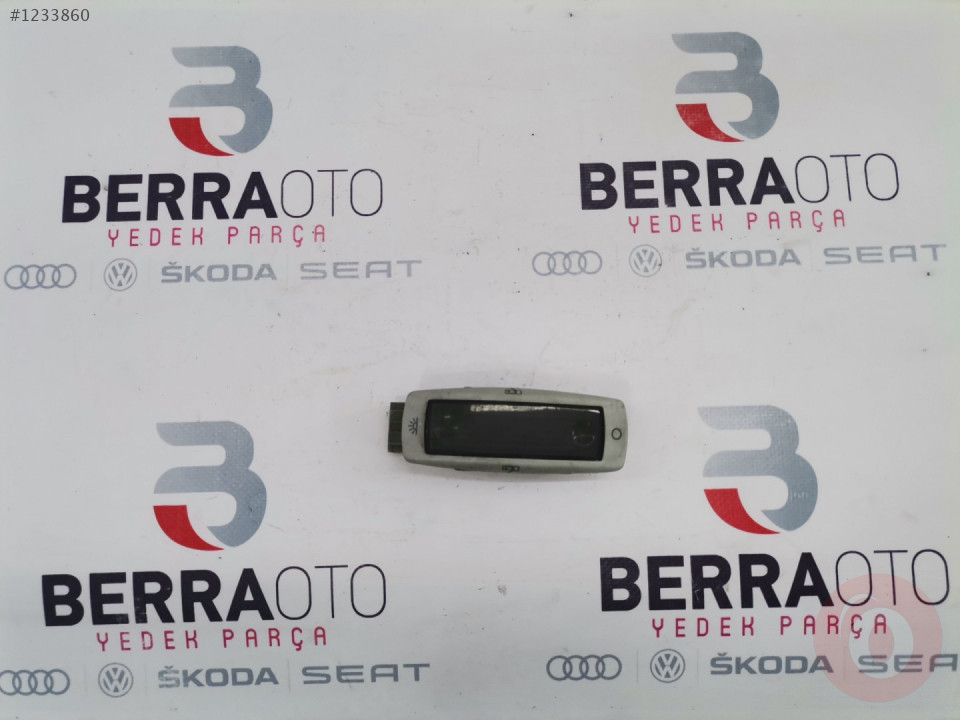 #1233860
BERRAOTO
YEDEK PARÇA
ŠKODA SEAT
BERRAOTO
YEDEK PARÇA
ŠKODA SEAT
BERRAOTO
YEDEK PARÇA
ŠKODA SEAT
BERRAOTO
YEDEK PARÇA
ŠKODA SEA